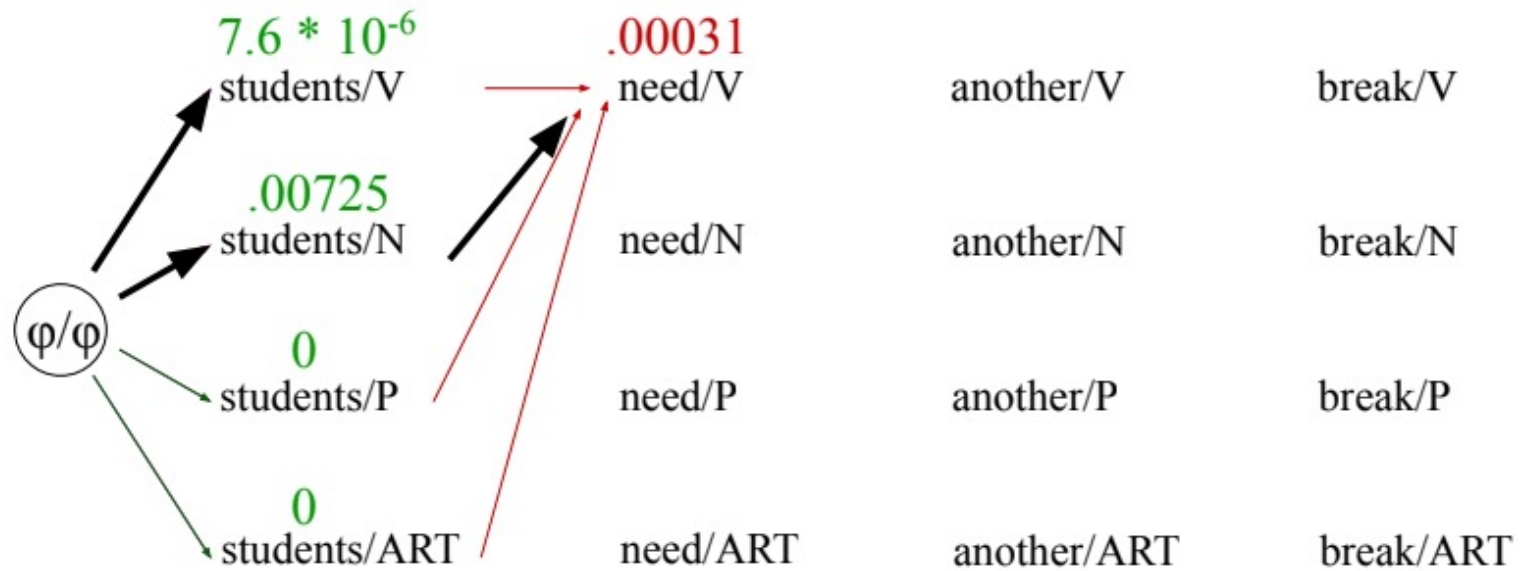 7.6 * 10⁻⁶ .00031
students/V need/V another/V break/V
.00725
students/N need/N another/N break/N
φ/φ
0
students/P need/P another/P break/P
0
students/ART need/ART another/ART break/ART